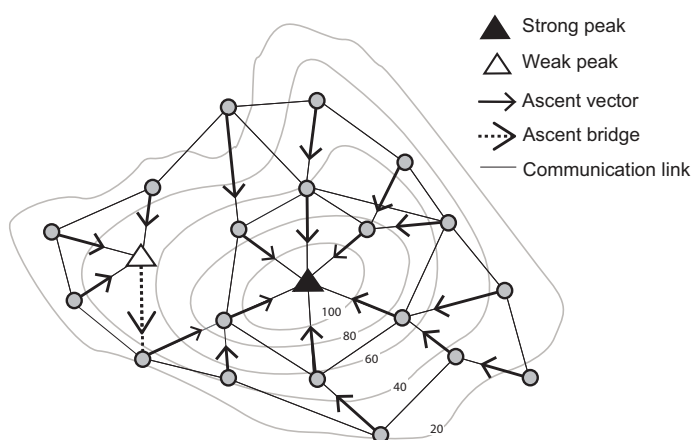 Strong peak
Weak peak
Ascent vector
Ascent bridge
Communication link
100
80
60
40
20